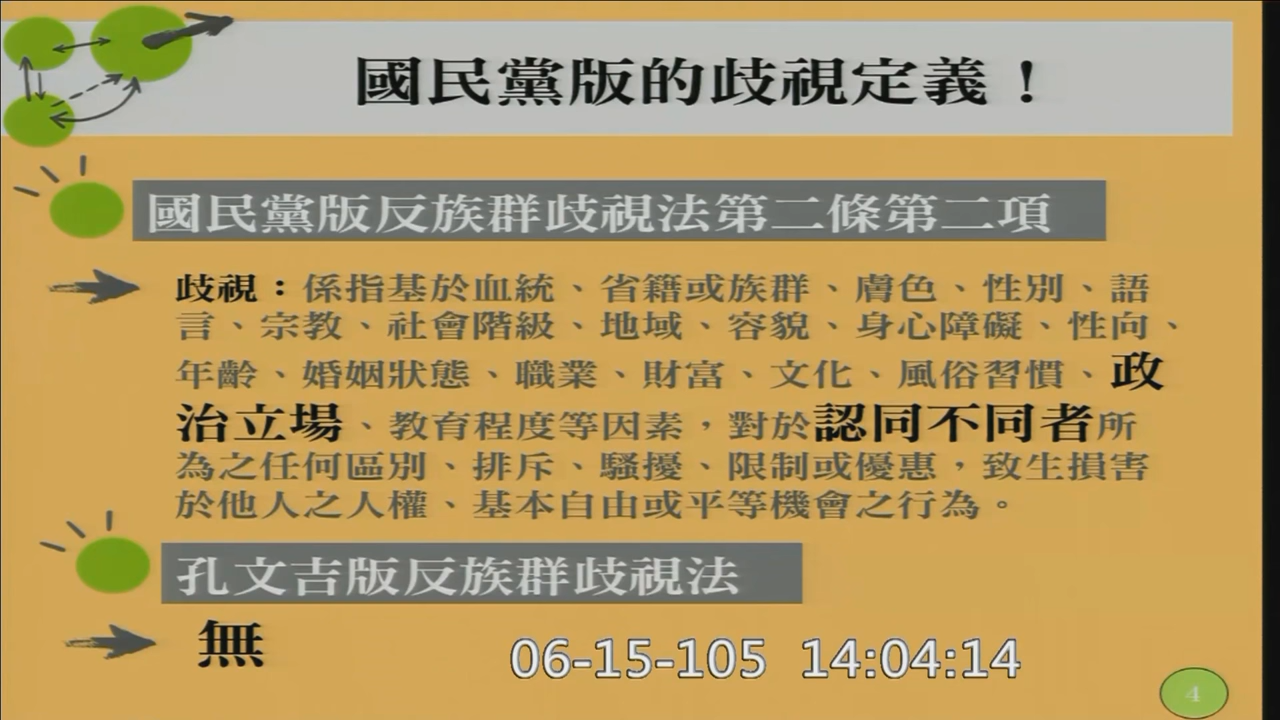 國民黨版的歧視定義！
國民黨版反族群歧視法第二條第二項
歧視：係指基於血統、省籍或族群、膚色、性別、語
言、宗教、社會階級、地域、容貌、身心障礙、性向、
年齡、婚姻狀態、職業、財富、文化、風俗習慣、政
治立場、教育程度等因素，對於認同不同者所
為之任何區別、排斥、騷擾、限制或優惠，致生損害
於他人之人權、基本自由或平等機會之行為。
孔文吉版反族群歧視法
無
06-15-105 14:04:14
4